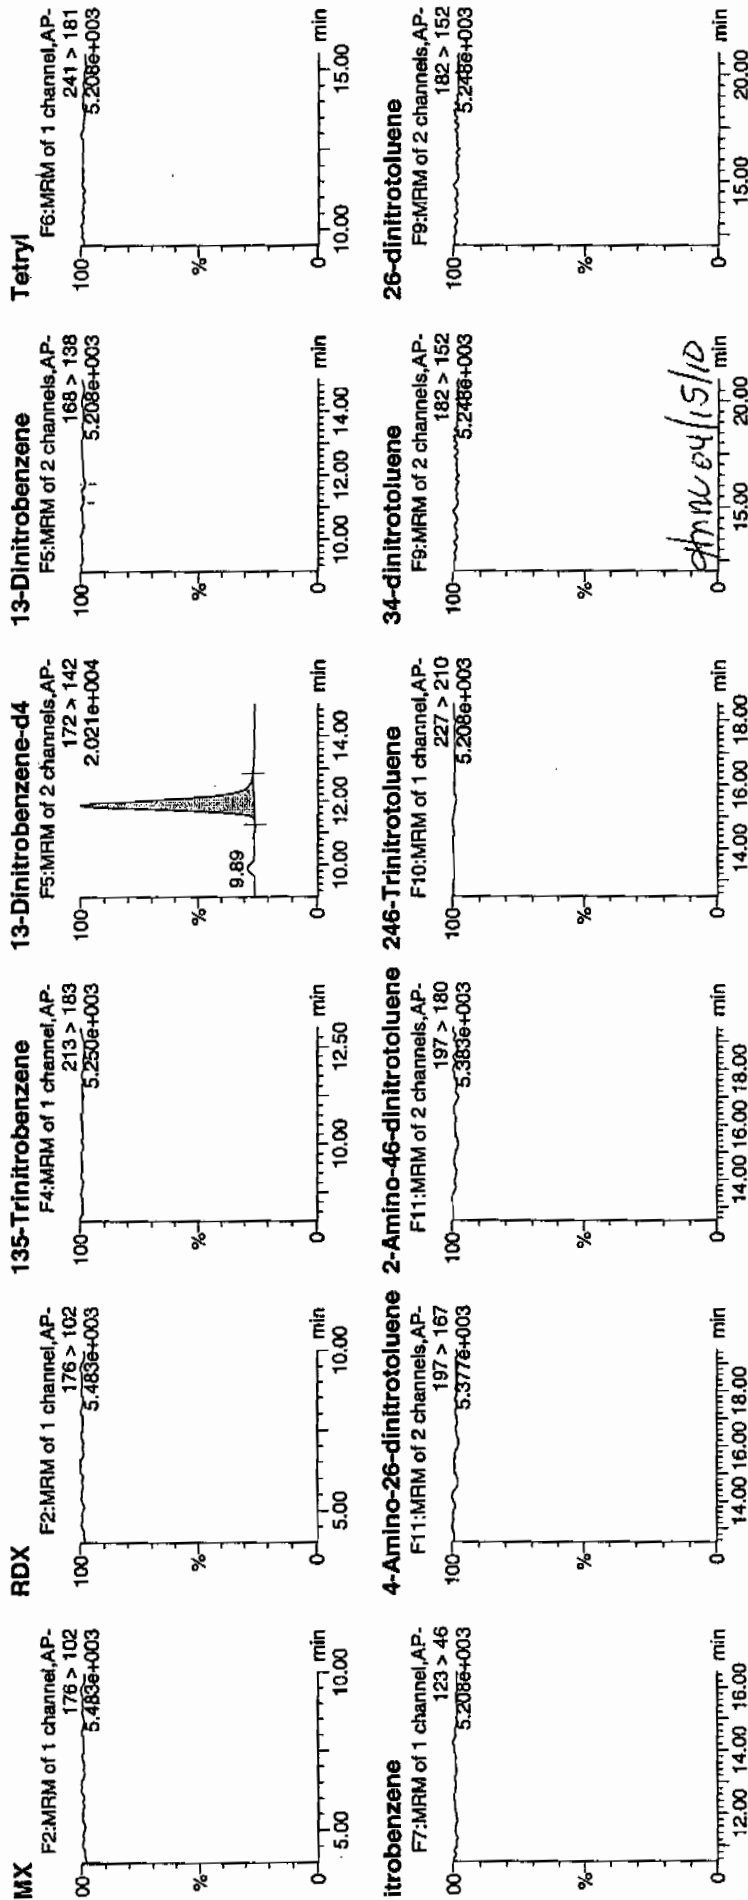 MX
F2:MRM of 1 channel,AP-
176 > 102
5.483e+003
00
%
0
5.00 10.00 min
RDX
F2:MRM of 1 channel,AP-
176 > 102
5.483e+003
100
%
0
5.00 10.00 min
135-Trinitrobenzene
F4:MRM of 1 channel,AP-
213 > 183
5.250e+003
100
%
0
10.00 12.50 min
13-Dinitrobenzene-d4
F5:MRM of 2 channels,AP-
172 > 142
2.021e+004
100
%
9.89
0
10.00 12.00 14.00 min
13-Dinitrobenzene
F5:MRM of 2 channels,AP-
168 > 138
5.208e+003
100
%
0
10.00 12.00 14.00 min
Tetryl
F6:MRM of 1 channel,AP-
241 > 181
5.208e+003
100
%
0
10.00 15.00 min
itrobenzene
F7:MRM of 1 channel,AP-
123 > 46
5.208e+003
00
%
0
12.00 14.00 16.00 min
4-Amino-26-dinitrotoluene
F11:MRM of 2 channels,AP-
197 > 167
5.377e+003
100
%
0
14.00 16.00 18.00 min
2-Amino-46-dinitrotoluene
F11:MRM of 2 channels,AP-
197 > 180
5.383e+003
100
%
0
14.00 16.00 18.00 min
246-Trinitrotoluene
F10:MRM of 1 channel,AP-
227 > 210
5.208e+003
100
%
0
14.00 16.00 18.00 min
34-dinitrotoluene
F9:MRM of 2 channels,AP-
182 > 152
5.248e+003
100
%
04/15/10
0
15.00 20.00 min
26-dinitrotoluene
F9:MRM of 2 channels,AP-
182 > 152
5.248e+003
100
%
0
15.00 20.00 min